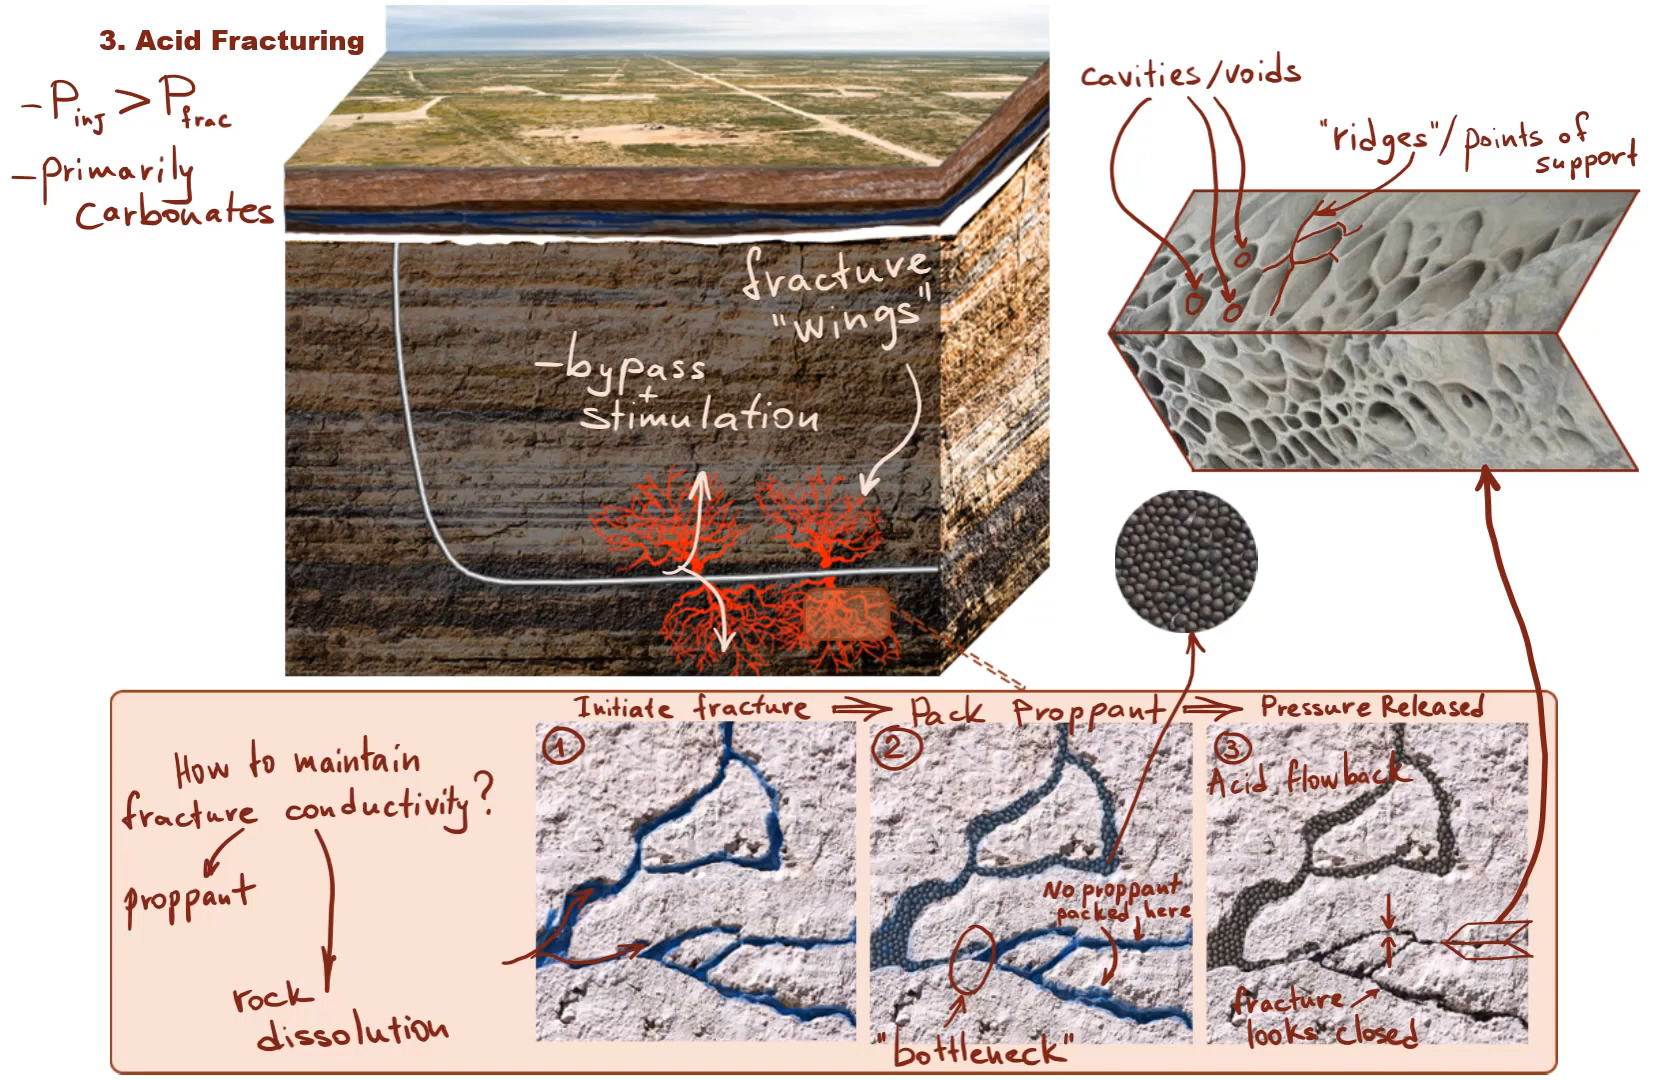 3. Acid Fracturing
- P inj > P frac
- primarily
carbonates
fracture
"wings"
- bypass
+
stimulation
cavities/voids
"ridges"/points of
support
Initiate fracture ⇒ Pack Proppant ⇒ Pressure Released
How to maintain
fracture conductivity?
proppant
rock
dissolution
1
2
No proppant
packed here
"bottleneck"
3
Acid flowback
fracture
looks closed